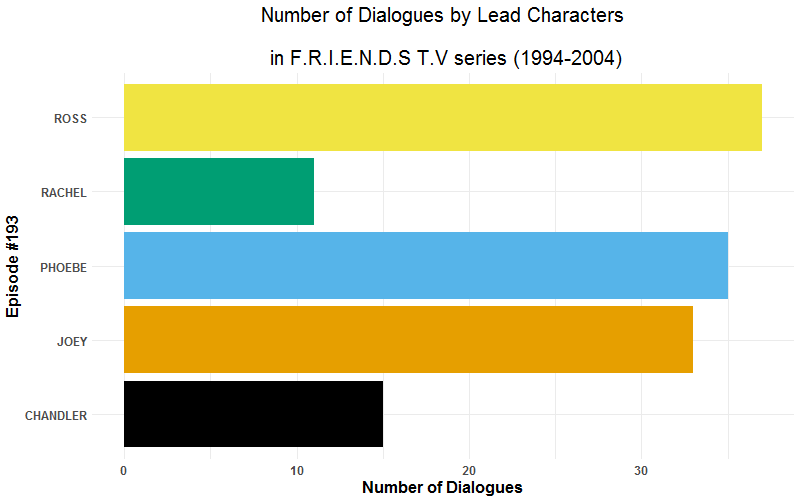 Number of Dialogues by Lead Characters
in F.R.I.E.N.D.S T.V series (1994-2004)
Episode #193
ROSS
RACHEL
PHOEBE
JOEY
CHANDLER
0 10 20 30
Number of Dialogues